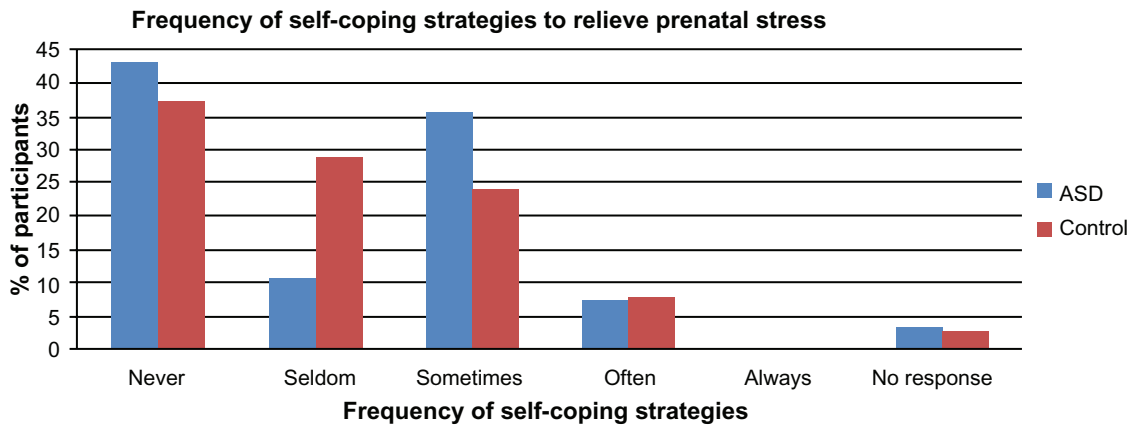 Frequency of self-coping strategies to relieve prenatal stress
% of participants
45
40
35
30
25
20
15
10
5
0
Never Seldom Sometimes Often Always No response
Frequency of self-coping strategies
ASD
Control